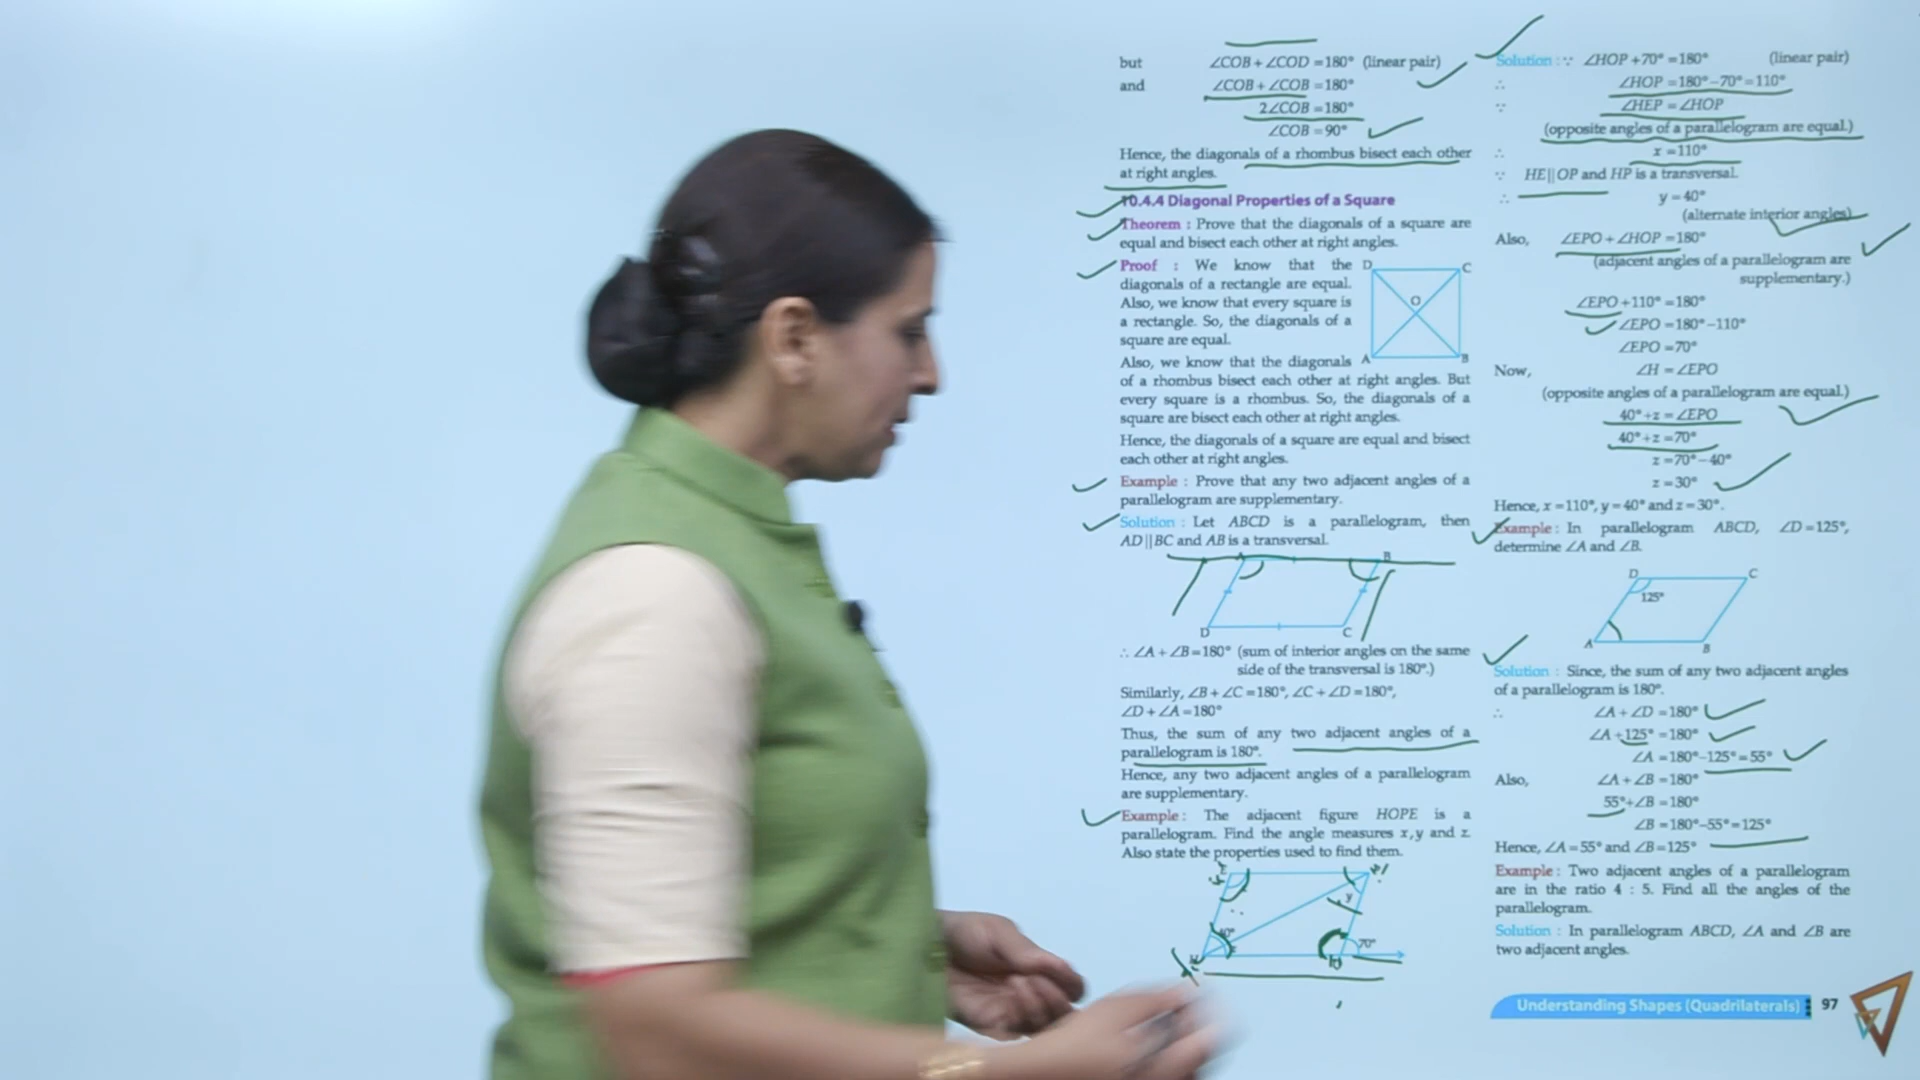 but ∠COB + ∠COD = 180° (linear pair)
and ∠COB + ∠COB = 180°
2∠COB = 180°
∠COB = 90°
Hence, the diagonals of a rhombus bisect each other
at right angles.
10.4.4 Diagonal Properties of a Square
Theorem : Prove that the diagonals of a square are
equal and bisect each other at right angles.
Proof : We know that the
diagonals of a rectangle are equal.
Also, we know that every square is
a rectangle. So, the diagonals of a
square are equal.
D C
O
A B
Also, we know that the diagonals
of a rhombus bisect each other at right angles. But
every square is a rhombus. So, the diagonals of a
square are bisect each other at right angles.
Hence, the diagonals of a square are equal and bisect
each other at right angles.
Example : Prove that any two adjacent angles of a
parallelogram are supplementary.
Solution : Let ABCD is a parallelogram, then
AD||BC and AB is a transversal.
A B
D C
∴ ∠A + ∠B = 180° (sum of interior angles on the same
side of the transversal is 180°.)
Similarly, ∠B + ∠C = 180°, ∠C + ∠D = 180°,
∠D + ∠A = 180°
Thus, the sum of any two adjacent angles of a
parallelogram is 180°.
Hence, any two adjacent angles of a parallelogram
are supplementary.
Example : The adjacent figure HOPE is a
parallelogram. Find the angle measures x, y and z.
Also state the properties used to find them.
y
40°
70°
Solution : ∵ ∠HOP + 70° = 180° (linear pair)
∴ ∠HOP = 180° – 70° = 110°
∵ ∠HEP = ∠HOP
(opposite angles of a parallelogram are equal.)
∴ x = 110°
∵ HE||OP and HP is a transversal.
∴ y = 40°
(alternate interior angles)
Also, ∠EPO + ∠HOP = 180°
(adjacent angles of a parallelogram are
supplementary.)
∠EPO + 110° = 180°
∠EPO = 180° – 110°
∠EPO = 70°
Now, ∠H = ∠EPO
(opposite angles of a parallelogram are equal.)
40° + z = ∠EPO
40° + z = 70°
z = 70° – 40°
z = 30°
Hence, x = 110°, y = 40° and z = 30°.
Example : In parallelogram ABCD, ∠D = 125°,
determine ∠A and ∠B.
D C
125°
A B
Solution : Since, the sum of any two adjacent angles
of a parallelogram is 180°.
∴ ∠A + ∠D = 180°
∠A + 125° = 180°
∠A = 180° – 125° = 55°
Also, ∠A + ∠B = 180°
55° + ∠B = 180°
∠B = 180° – 55° = 125°
Hence, ∠A = 55° and ∠B = 125°
Example : Two adjacent angles of a parallelogram
are in the ratio 4 : 5. Find all the angles of the
parallelogram.
Solution : In parallelogram ABCD, ∠A and ∠B are
two adjacent angles.
Understanding Shapes (Quadrilaterals) 97